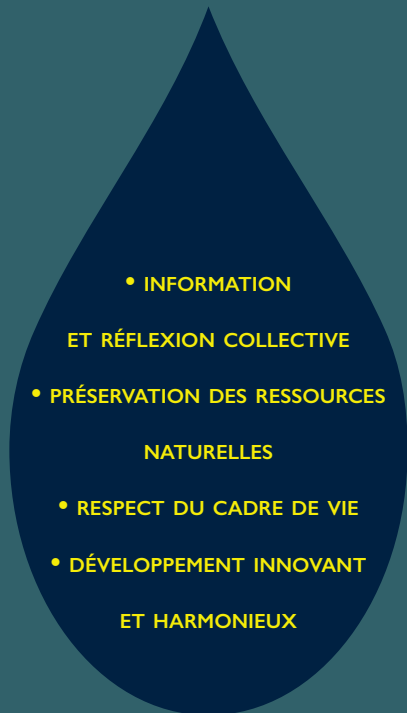 • INFORMATION
ET RÉFLEXION COLLECTIVE
• PRÉSERVATION DES RESSOURCES
NATURELLES
• RESPECT DU CADRE DE VIE
• DÉVELOPPEMENT INNOVANT
ET HARMONIEUX